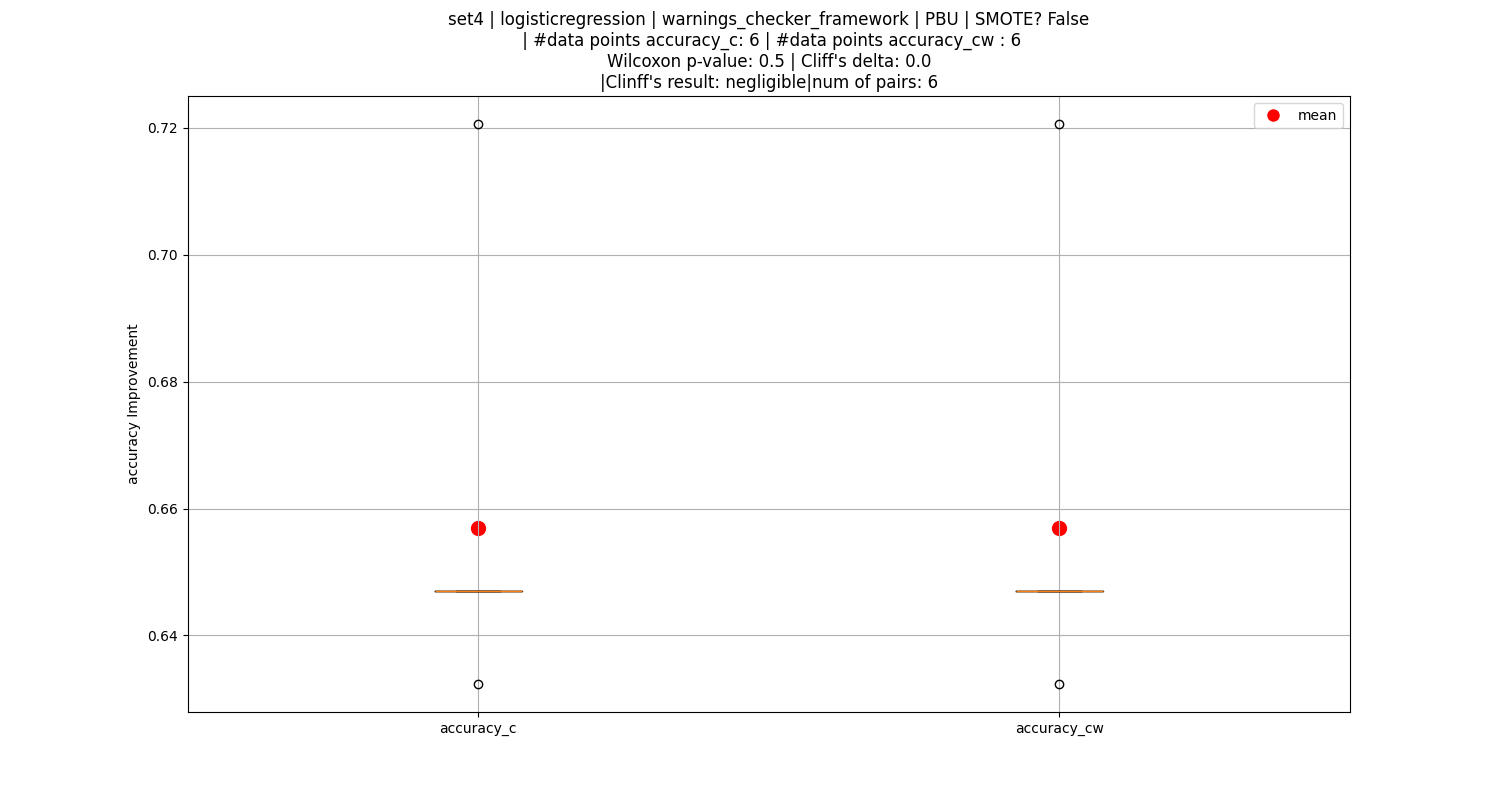 set4 | logisticregression | warnings_checker_framework | PBU | SMOTE? False
| #data points accuracy_c: 6 | #data points accuracy_cw : 6
Wilcoxon p-value: 0.5 | Cliff's delta: 0.0
|Clinff's result: negligible|num of pairs: 6
mean
0.72
0.70
0.68
0.66
0.64
accuracy Improvement
accuracy_c
accuracy_cw